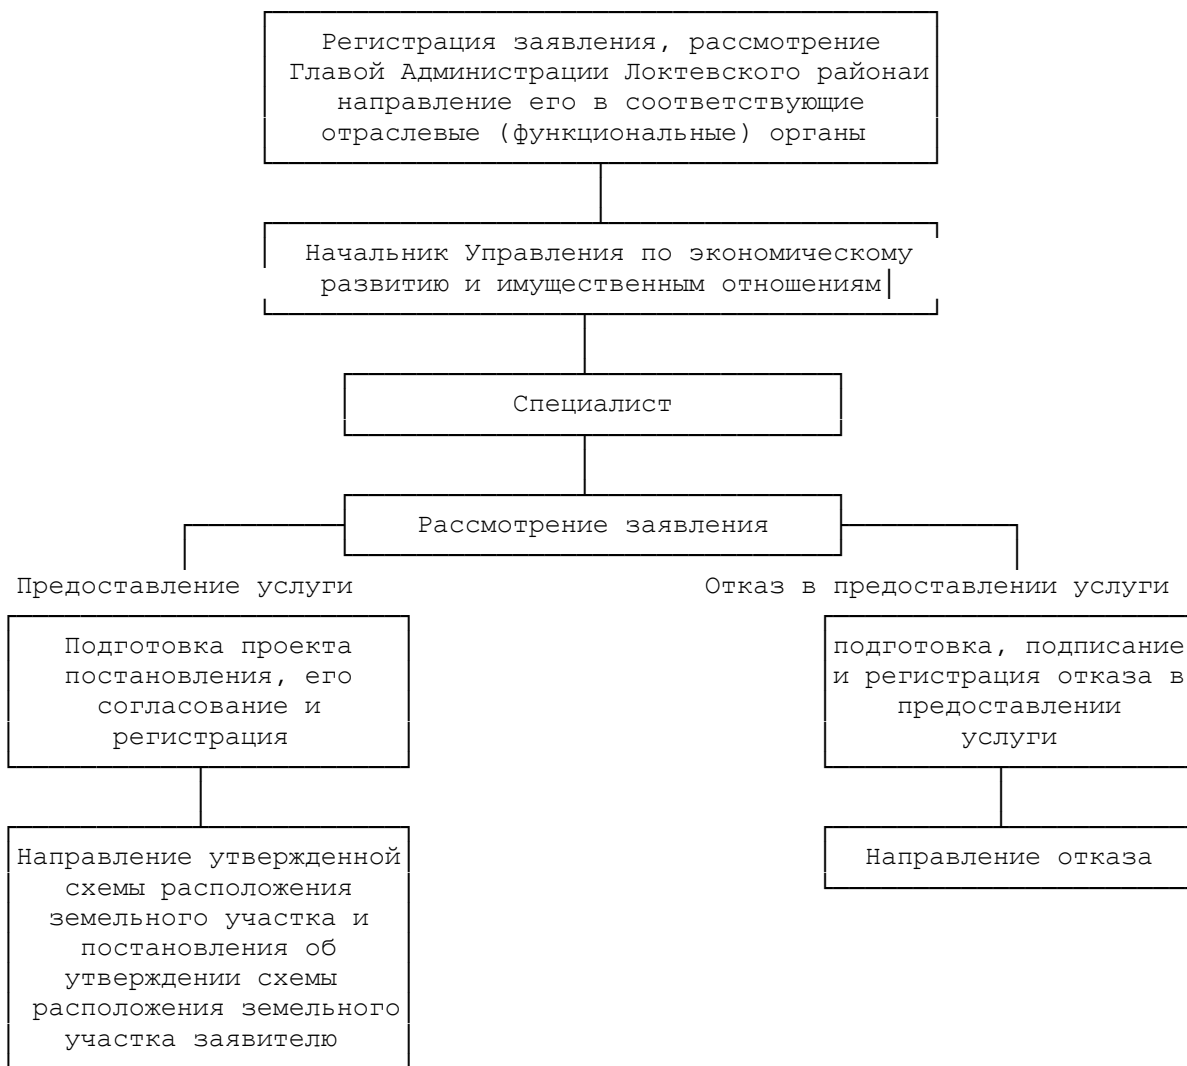 Регистрация заявления, рассмотрение
Главой Администрации Локтевского районаи
направление его в соответствующие
отраслевые (функциональные) органы
Начальник Управления по экономическому
развитию и имущественным отношениям
Специалист
Рассмотрение заявления
Предоставление услуги
Отказ в предоставлении услуги
Подготовка проекта
постановления, его
согласование и
регистрация
подготовка, подписание
и регистрация отказа в
предоставлении
услуги
Направление утвержденной
схемы расположения
земельного участка и
постановления об
утверждении схемы
расположения земельного
участка заявителю
Направление отказа